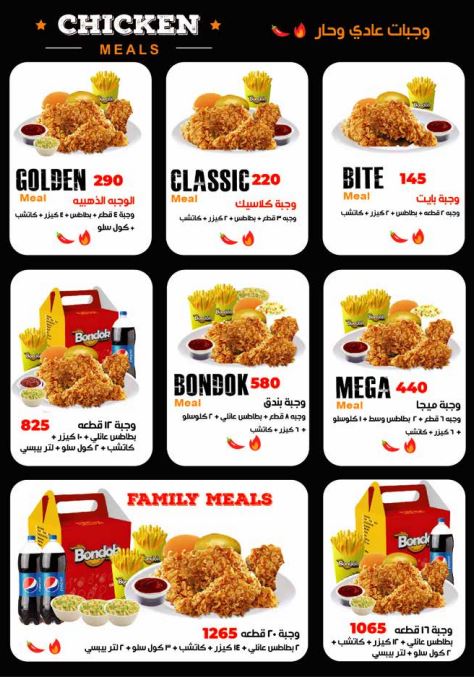 CHICKEN
MEALS
وجبات عادي وحار
GOLDEN 290
Meal الوجبه الذهبيه
وجبة ٤ قطع + بطاطس + ٤ كيزر + كاتشب
+ كول سلو
CLASSIC 220
Meal وجبة كلاسيك
وجبه ٣ قطع + بطاطس + ٢ كيزر + كاتشب
BITE 145
Meal وجبة بايت
وجبه ٢ قطعه + بطاطس + ٢ كيزر + كاتشب
Bondok
pepsi
825 وجبة ١٢ قطعه
بطاطس عائلي + ١٠ كيزر +
كاتشب + ٢ كول سلو + لتر بيبسي
BONDOK 580
Meal وجبة بندق
وجبه ٨ قطع + بطاطس عائلي + ٢ كلوسلو
+ ٦ كيزر + كاتشب
MEGA 440
Meal وجبة ميجا
وجبه ٦ قطع + بطاطس وسط + ١ كلوسلو
+ ٦ كيزر + كاتشب
FAMILY MEALS
Bondok
pepsi
pepsi
1265 وجبة ٢٠ قطعه
٢ بطاطس عائلي + ١٤ كيزر + كاتشب + ٣ كول سلو + ٢ لتر بيبسي
Bondok
pepsi
1065 وجبة ١٦ قطعه
بطاطس عائلي + ١٢ كيزر + كاتشب +
٢ كول سلو + لتر بيبسي